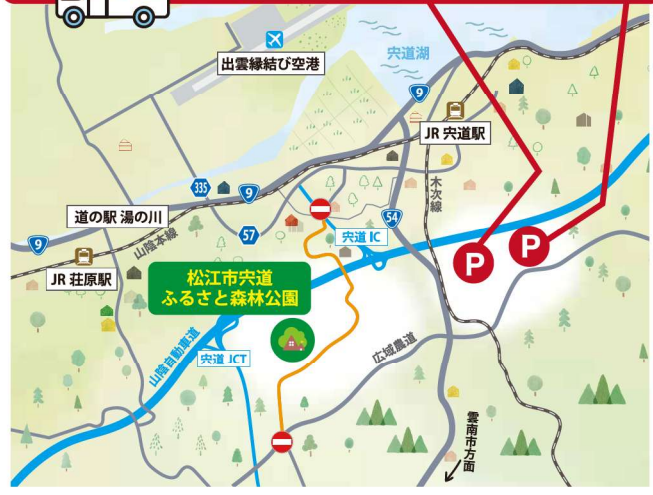 出雲縁結び空港
宍道湖
9
JR 宍道駅
335
9
木次線
道の駅 湯の川
57
54
宍道 IC
9
山陰本線
P
P
JR 荘原駅
松江市宍道
ふるさと森林公園
山陰自動車道
宍道 JCT
広域農道
雲南市方面